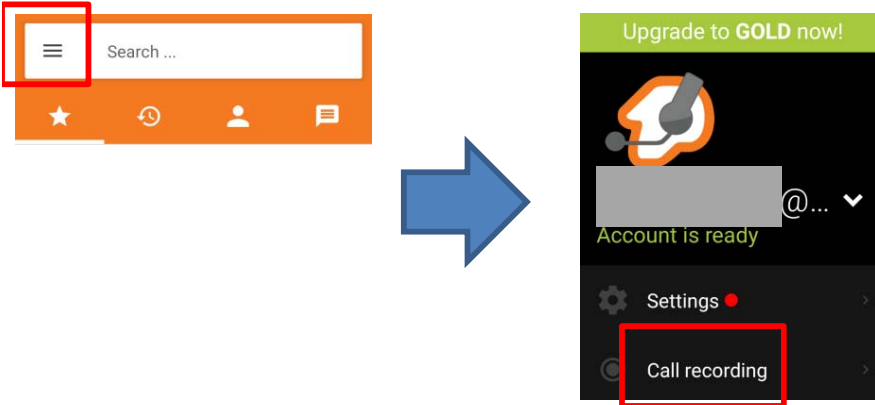 Search ...
Upgrade to GOLD now!
@...
Account is ready
Settings
Call recording